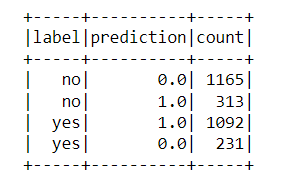 +-----+----------+-----+
|label|prediction|count|
+-----+----------+-----+
|   no|       0.0| 1165|
|   no|       1.0|  313|
|  yes|       1.0| 1092|
|  yes|       0.0|  231|
+-----+----------+-----+